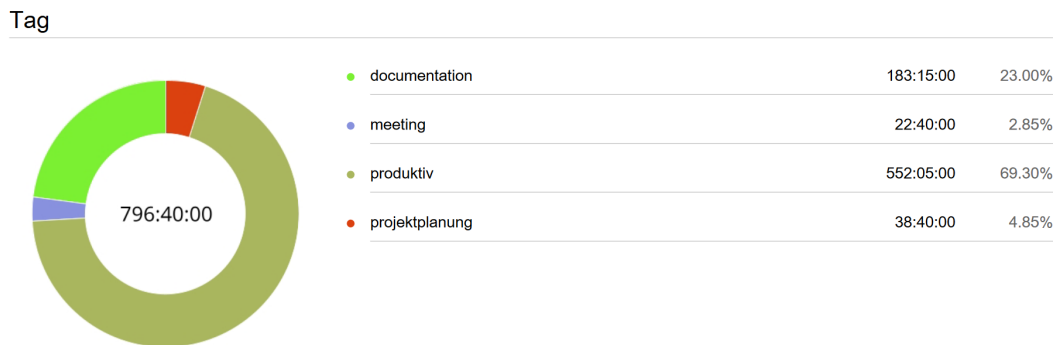 Tag
documentation 183:15:00 23.00%
meeting 22:40:00 2.85%
produktiv 552:05:00 69.30%
projektplanung 38:40:00 4.85%
796:40:00